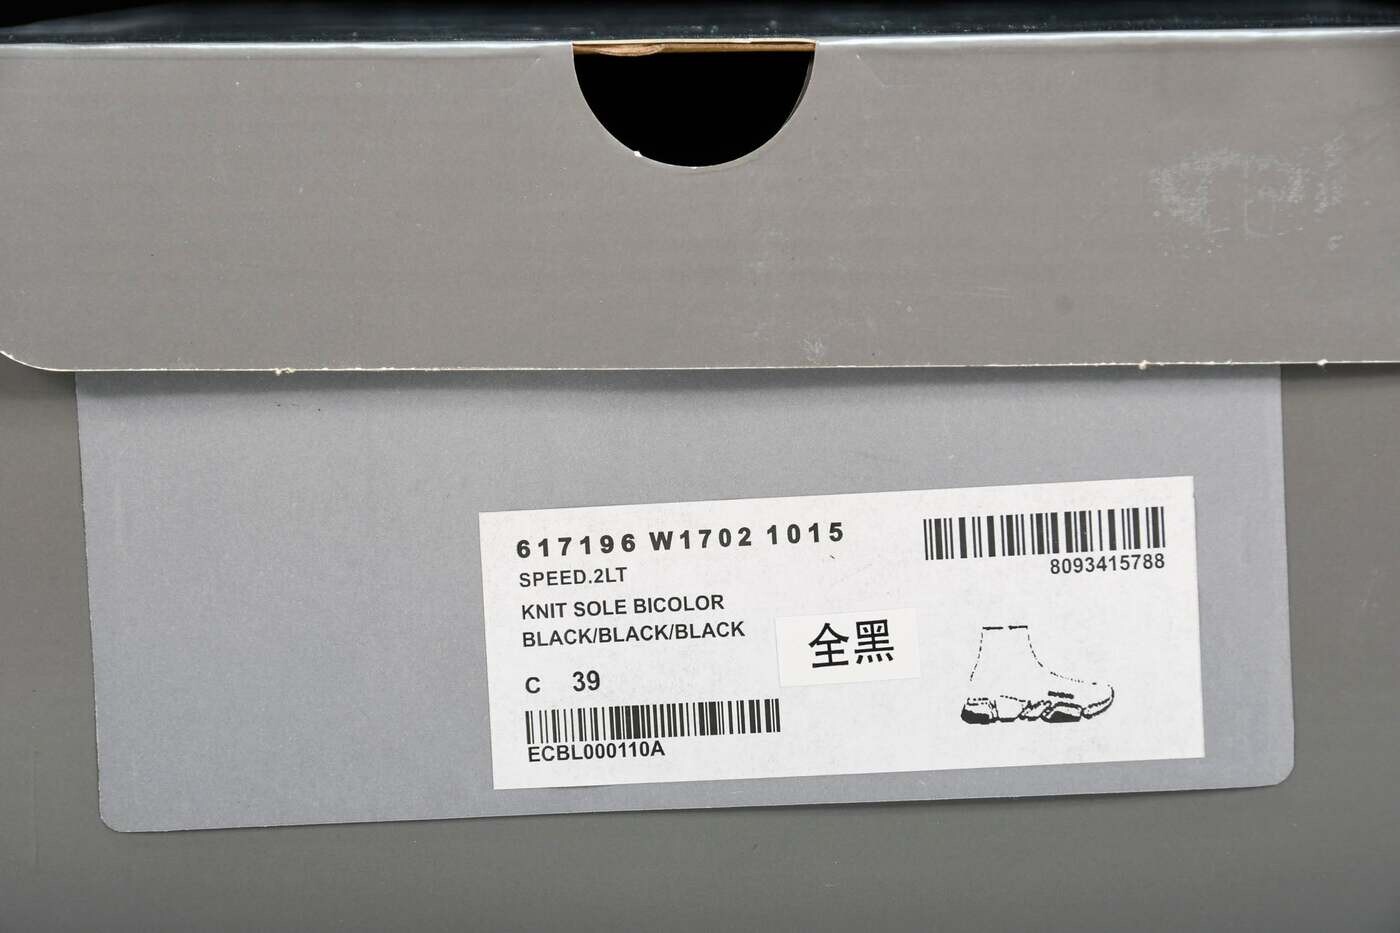 617196 W1702 1015
SPEED.2LT
KNIT SOLE BICOLOR
BLACK/BLACK/BLACK
C 39
ECBL000110A
8093415788
全黑